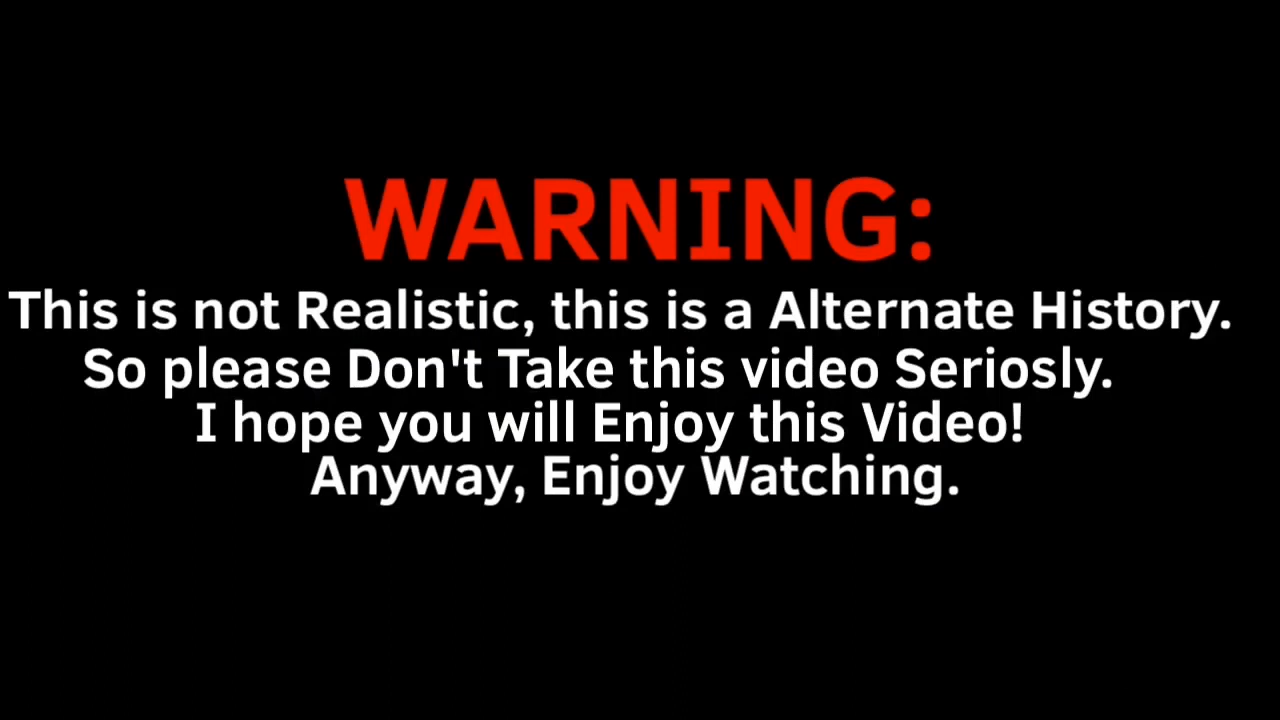 WARNING:
This is not Realistic, this is a Alternate History.
So please Don't Take this video Seriosly.
I hope you will Enjoy this Video!
Anyway, Enjoy Watching.